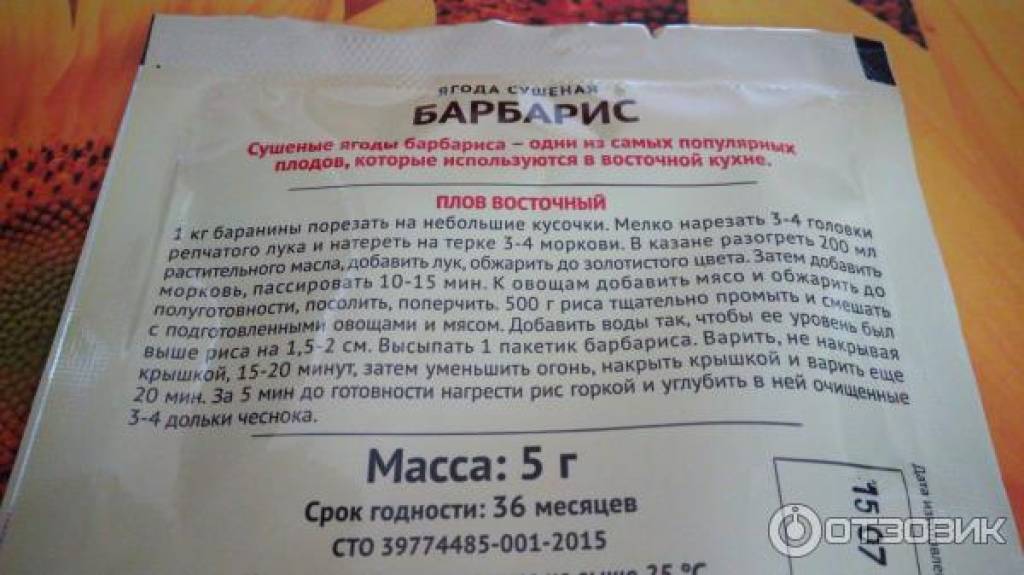 ЯГОДА СУШЕНАЯ
БАРБАРИС
Сушеные ягоды барбариса – одни из самых популярных
плодов, которые используются в восточной кухне.
ПЛОВ ВОСТОЧНЫЙ
1 кг баранины порезать на небольшие кусочки. Мелко нарезать 3-4 головки
репчатого лука и натереть на терке 3-4 моркови. В казане разогреть 200 мл
растительного масла, добавить лук, обжарить до золотистого цвета. Затем добавить
морковь, пассировать 10-15 мин. К овощам добавить мясо и обжарить до
полуготовности, посолить, поперчить. 500 г риса тщательно промыть и смешать
с подготовленными овощами и мясом. Добавить воды так, чтобы ее уровень был
выше риса на 1,5-2 см. Высыпать 1 пакетик барбариса. Варить, не накрывая
крышкой, 15-20 минут, затем уменьшить огонь, накрыть крышкой и варить еще
20 мин. За 5 мин до готовности нагрести рис горкой и углубить в ней очищенные
3-4 дольки чеснока.
Масса: 5 г
Срок годности: 36 месяцев
СТО 39774485-001-2015
25 °С
Дата
15 07
ОТЗОВИК